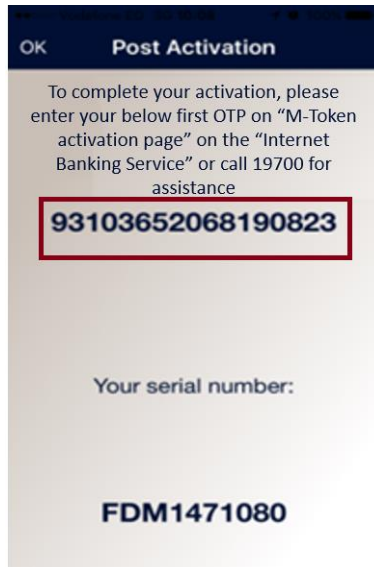 OK Post Activation
To complete your activation, please
enter your below first OTP on "M-Token
activation page" on the "Internet
Banking Service" or call 19700 for
assistance
93103652068190823
Your serial number:
FDM1471080